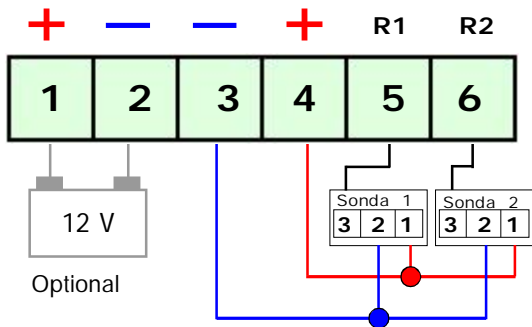 + — — + R1 R2
1 2 3 4 5 6
Sonda 1 Sonda 2
3 2 1 3 2 1
12 V
Optional